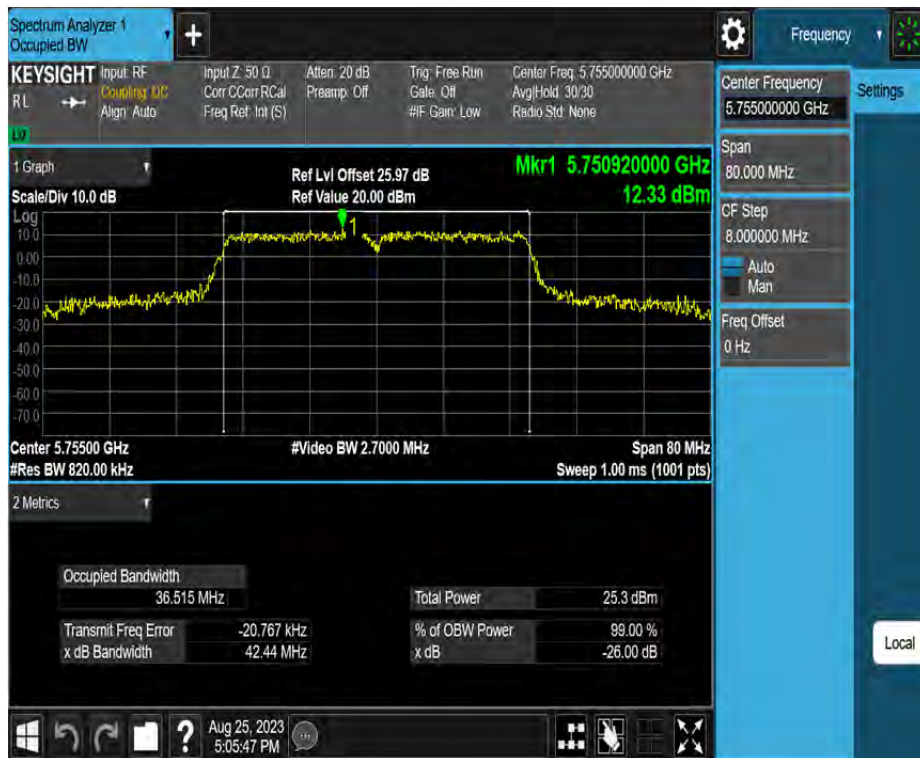 Spectrum Analyzer 1
Occupied BW
+
Frequency
KEYSIGHT
RL
Input: RF
Coupling: DC
Align: Auto
Input Z: 50 Ω
Corr CCorr RCal
Freq Ref: Int (S)
Atten: 20 dB
Preamp: Off
Trig: Free Run
Gate: Off
#IF Gain: Low
Center Freq: 5.755000000 GHz
Avg|Hold: 30/30
Radio Std: None
Center Frequency
5.755000000 GHz
Settings
Span
80.000 MHz
CF Step
8.000000 MHz
Auto
Man
Freq Offset
0 Hz
Local
1 Graph
Scale/Div 10.0 dB
Ref Lvl Offset 25.97 dB
Ref Value 20.00 dBm
Mkr1 5.750920000 GHz
12.33 dBm
Log
10.0
0.00
-10.0
-20.0
-30.0
-40.0
-50.0
-60.0
-70.0
1
Center 5.75500 GHz
#Video BW 2.7000 MHz
Span 80 MHz
#Res BW 820.00 kHz
Sweep 1.00 ms (1001 pts)
2 Metrics
Occupied Bandwidth
36.515 MHz
Total Power 25.3 dBm
Transmit Freq Error -20.767 kHz
% of OBW Power 99.00 %
x dB Bandwidth 42.44 MHz
x dB -26.00 dB
?
Aug 25, 2023
5:05:47 PM